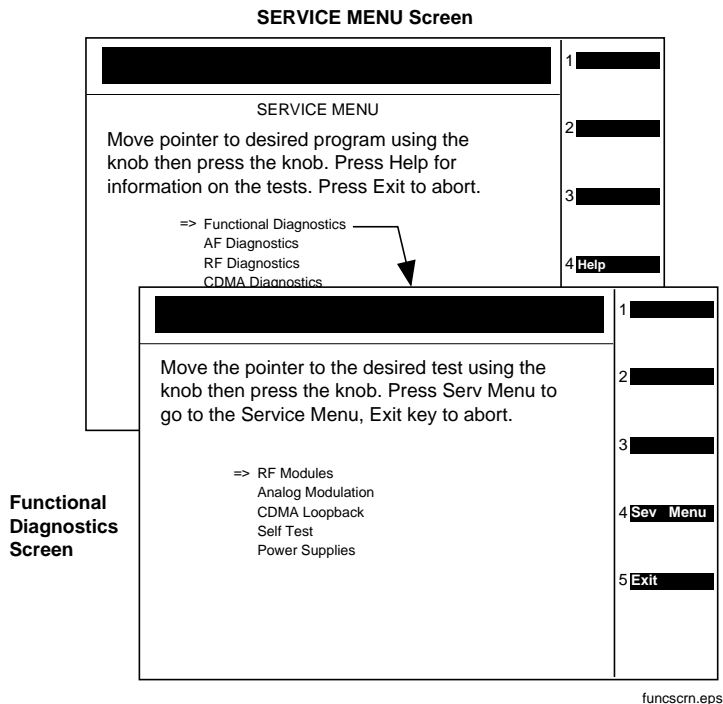 SERVICE MENU Screen
1
SERVICE MENU
2
Move pointer to desired program using the
knob then press the knob. Press Help for
information on the tests. Press Exit to abort.
3
=> Functional Diagnostics
AF Diagnostics
RF Diagnostics
4 Help
CDMA Diagnostics
1
Move the pointer to the desired test using the
knob then press the knob. Press Serv Menu to
go to the Service Menu, Exit key to abort.
2
3
=> RF Modules
Analog Modulation
CDMA Loopback
Self Test
Power Supplies
4 Sev Menu
5 Exit
Functional
Diagnostics
Screen
funcscrn.eps